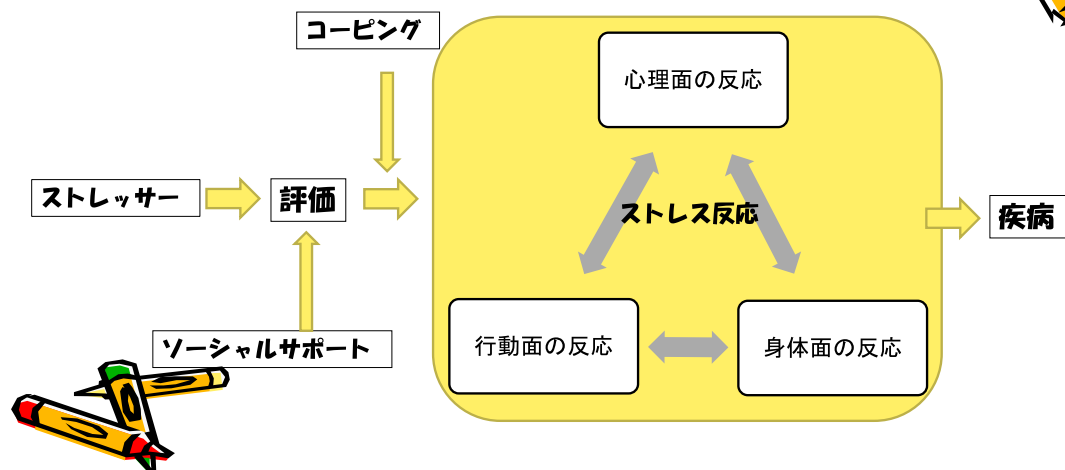 コーピング
心理面の反応
ストレッサー
評価
ストレス反応
疾病
ソーシャルサポート
行動面の反応
身体面の反応